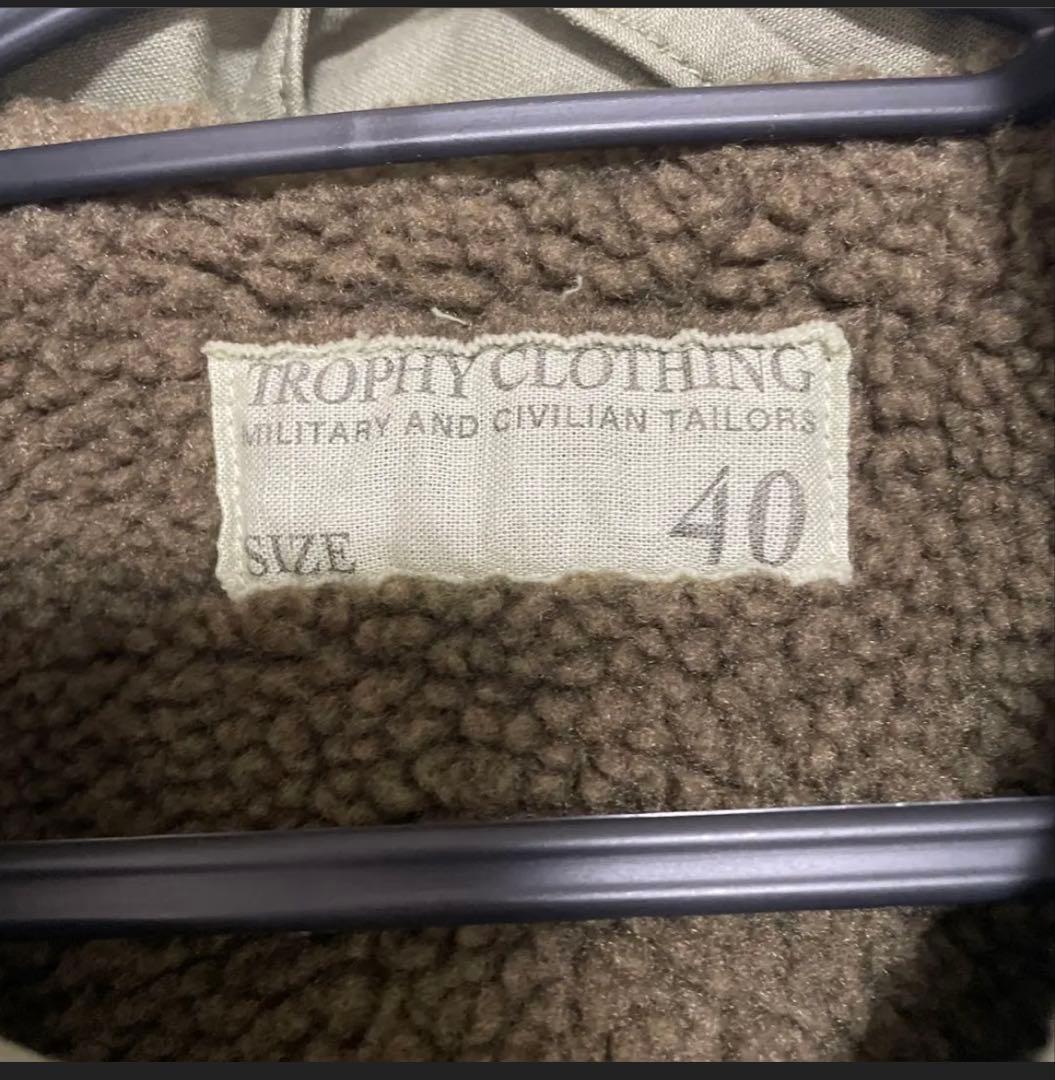 TROPHY CLOTHING
MILITARY AND CIVILIAN TAILORS
SIZE 40